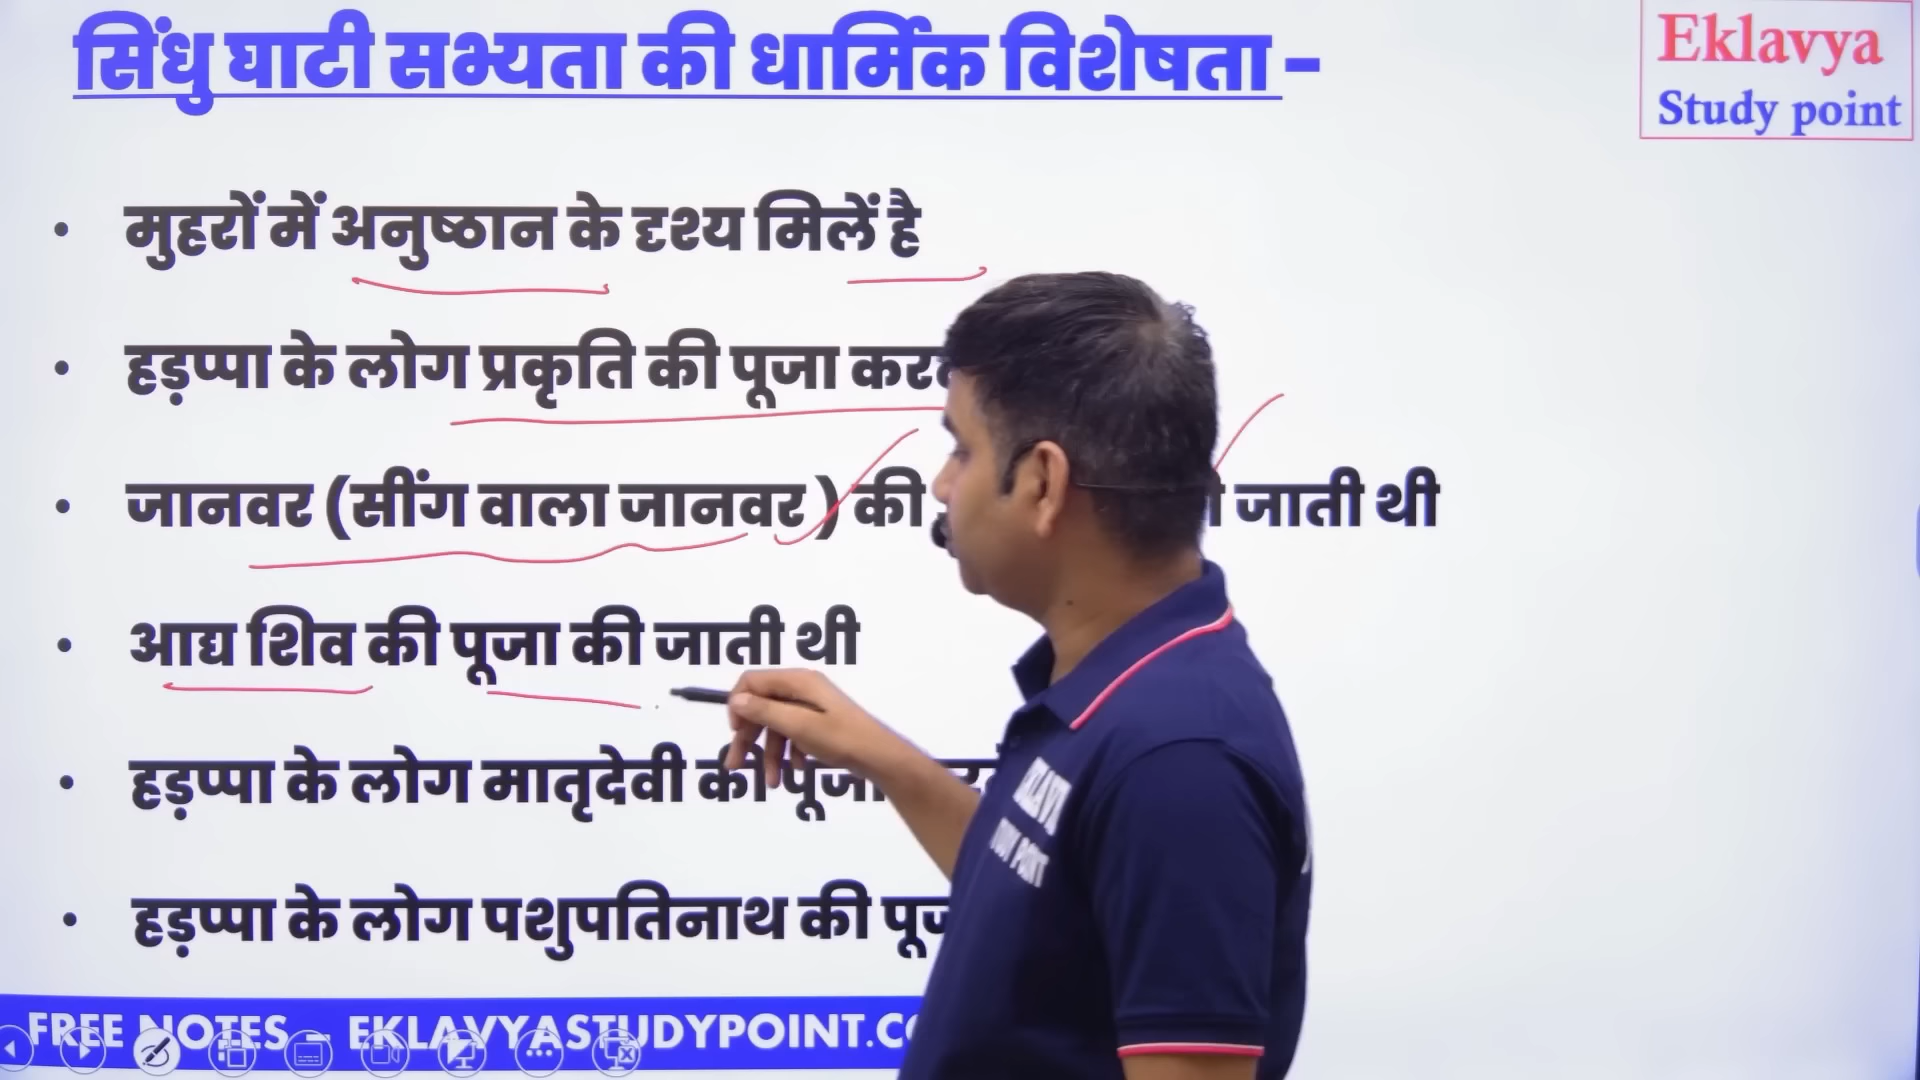 सिंधु घाटी सभ्यता की धार्मिक विशेषता -
Eklavya
Study point
• मुहरों में अनुष्ठान के दृश्य मिलें है
• हड़प्पा के लोग प्रकृति की पूजा
• जानवर (सींग वाला जानवर ) की जाती थी
• आद्य शिव की पूजा की जाती थी
• हड़प्पा के लोग मातृदेवी की पूजा
• हड़प्पा के लोग पशुपतिनाथ की
FREE NOTES - EKLAVYASTUDYPOINT.